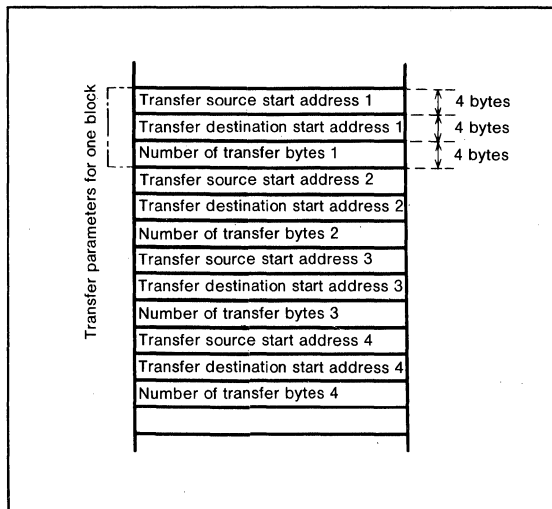 Transfer parameters for one block
Transfer source start address 1
4 bytes
Transfer destination start address 1
4 bytes
Number of transfer bytes 1
4 bytes
Transfer source start address 2
Transfer destination start address 2
Number of transfer bytes 2
Transfer source start address 3
Transfer destination start address 3
Number of transfer bytes 3
Transfer source start address 4
Transfer destination start address 4
Number of transfer bytes 4